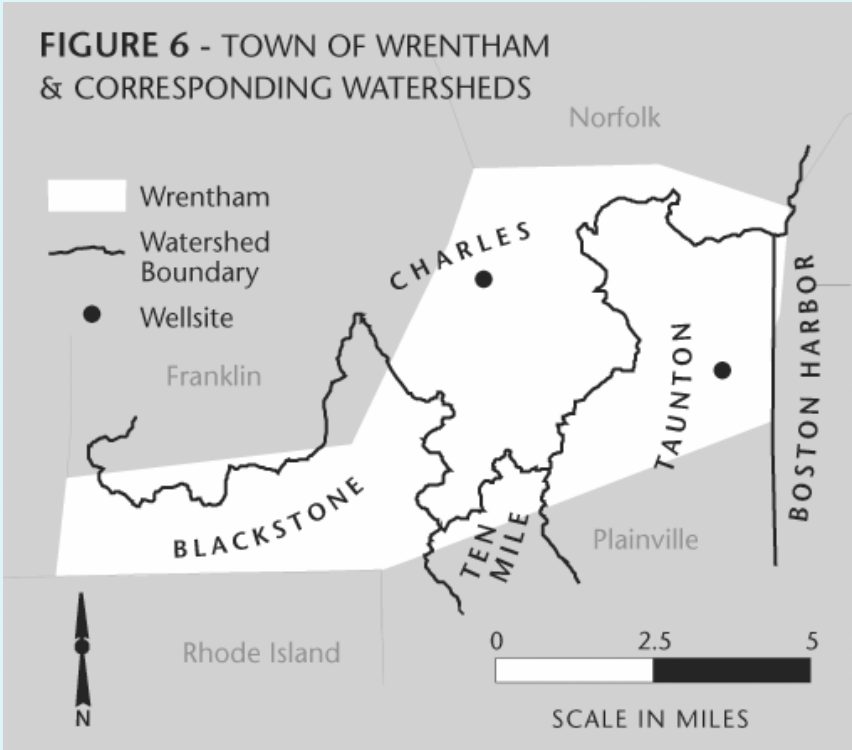 FIGURE 6 - TOWN OF WRENTHAM
& CORRESPONDING WATERSHEDS
Norfolk
Wrentham
Watershed
Boundary
Wellsite
CHARLES
Franklin
TAUNTON
BOSTON HARBOR
BLACKSTONE
TEN
MILE
Plainville
Rhode Island
0 2.5 5
SCALE IN MILES
N